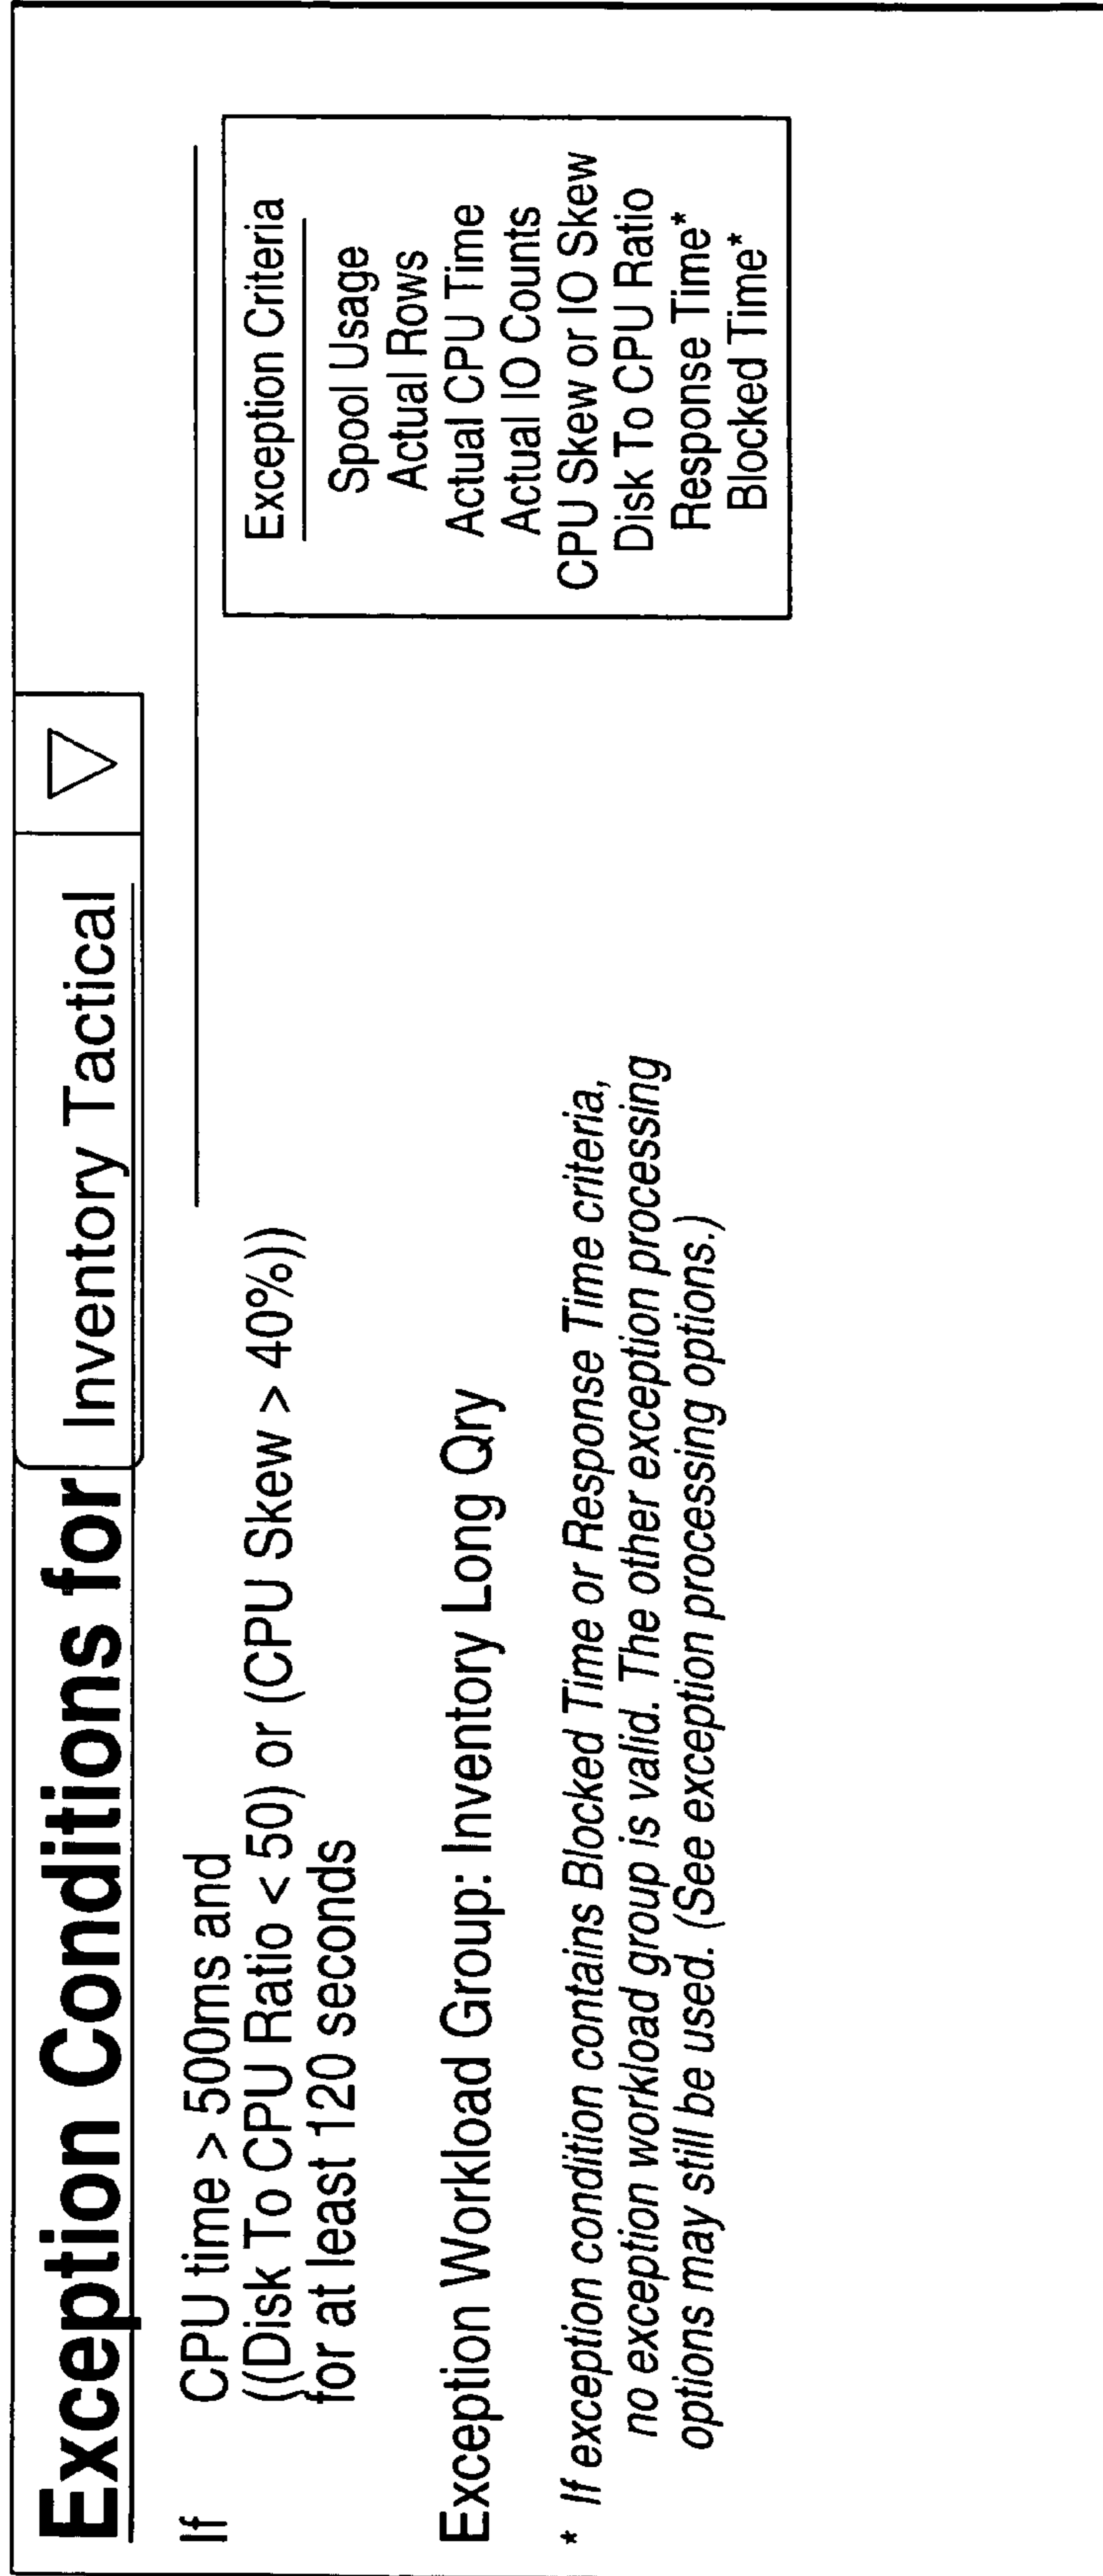 Exception Conditions for Inventory Tactical
If CPU time > 500ms and
((Disk To CPU Ratio < 50) or (CPU Skew > 40%))
for at least 120 seconds
Exception Workload Group: Inventory Long Qry
* If exception condition contains Blocked Time or Response Time criteria,
no exception workload group is valid. The other exception processing
options may still be used. (See exception processing options.)
Exception Criteria
Spool Usage
Actual Rows
Actual CPU Time
Actual IO Counts
CPU Skew or IO Skew
Disk To CPU Ratio
Response Time*
Blocked Time*